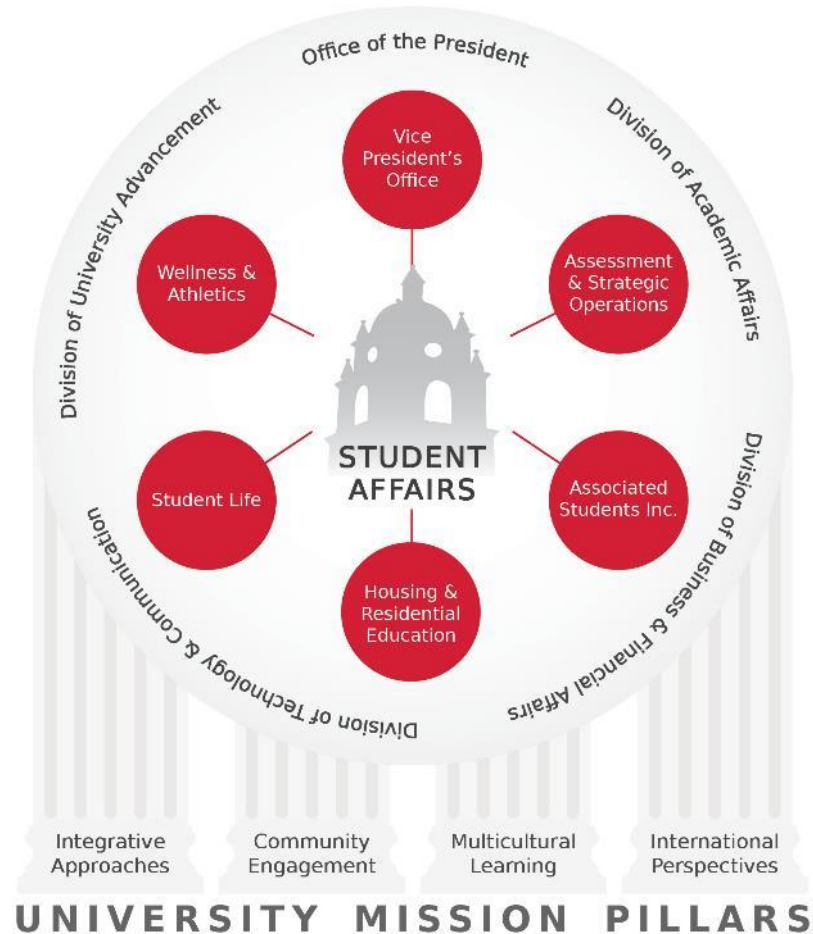 Office of the President
Division of University Advancement
Division of Academic Affairs
Vice
President's
Office
Wellness &
Athletics
Assessment
& Strategic
Operations
STUDENT
AFFAIRS
Student Life
Associated
Students Inc.
Housing &
Residential
Education
Division of Technology & Communication
Division of Business & Financial Affairs
Integrative
Approaches
Community
Engagement
Multicultural
Learning
International
Perspectives
UNIVERSITY MISSION PILLARS